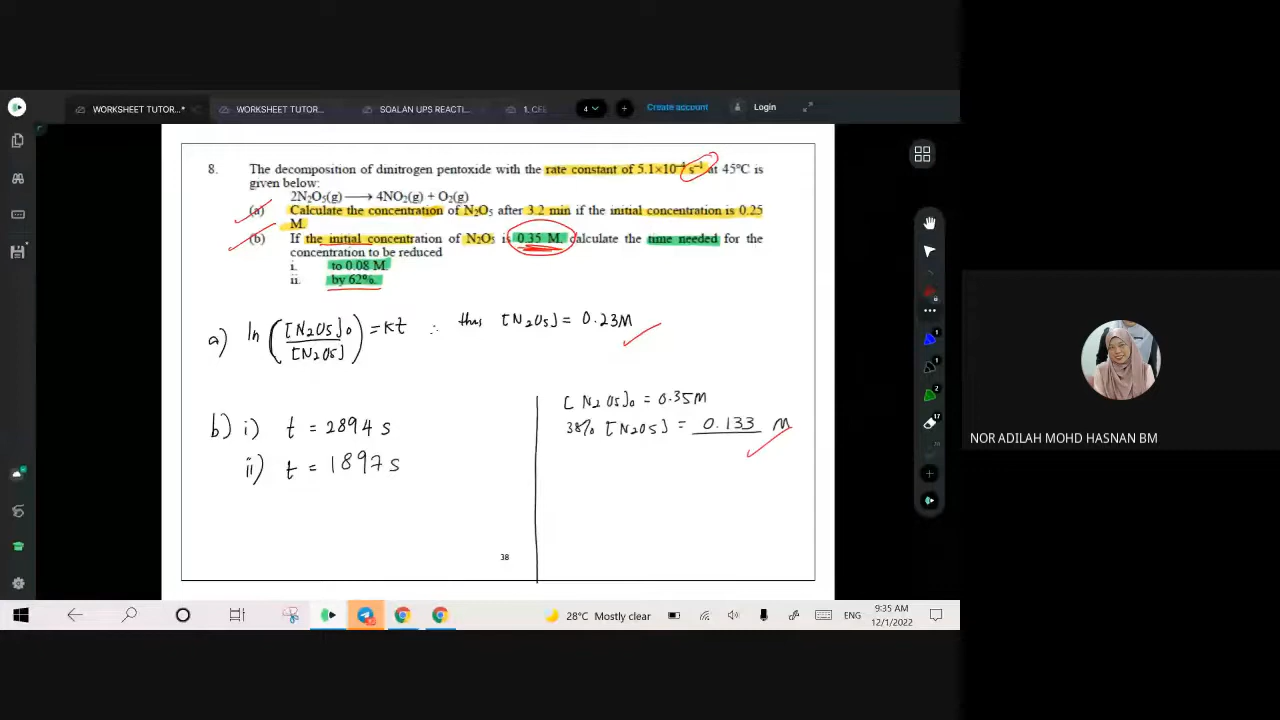 WORKSHEET TUTOR...*
WORKSHEET TUTOR...
SOALAN UPS REACTI...
1. CE
4
Create account
Login
8. The decomposition of dinitrogen pentoxide with the rate constant of 5.1×10⁻⁴ s⁻¹ at 45°C is
given below:
2N₂O₅(g) ⟶ 4NO₂(g) + O₂(g)
(a) Calculate the concentration of N₂O₅ after 3.2 min if the initial concentration is 0.25
M.
(b) If the initial concentration of N₂O₅ is 0.35 M, calculate the time needed for the
concentration to be reduced
i. to 0.08 M
ii. by 62%.
a) ln ([N₂O₅]₀ / [N₂O₅]) = kt ∴ thus [N₂O₅] = 0.23M
b) i) t = 2894 s
ii) t = 1897 s
[N₂O₅]₀ = 0.35M
38% [N₂O₅] = 0.133 M
38
NOR ADILAH MOHD HASNAN BM
28°C Mostly clear
ENG
9:35 AM
12/1/2022